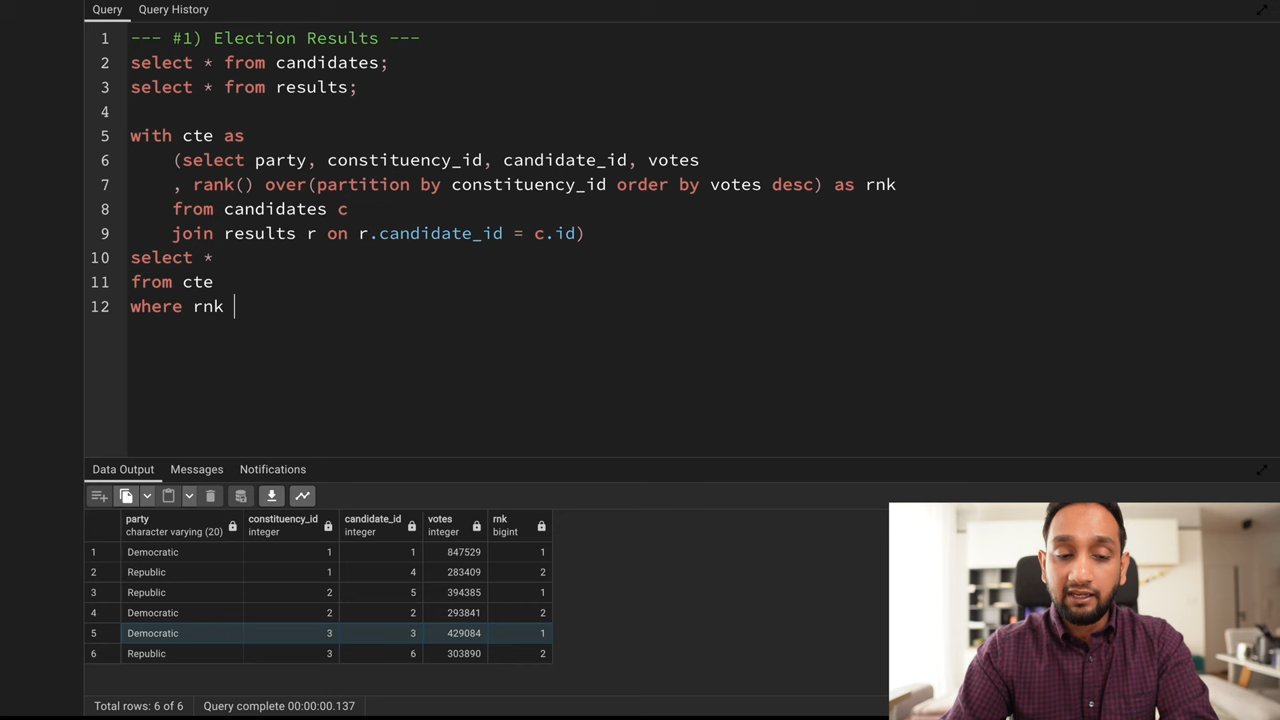 Query Query History
1 --- #1) Election Results ---
2 select * from candidates;
3 select * from results;
4
5 with cte as
6 (select party, constituency_id, candidate_id, votes
7 , rank() over(partition by constituency_id order by votes desc) as rnk
8 from candidates c
9 join results r on r.candidate_id = c.id)
10 select *
11 from cte
12 where rnk
Data Output Messages Notifications
party constituency_id candidate_id votes rnk
character varying (20) integer integer integer bigint
1 Democratic 1 1 847529 1
2 Republic 1 4 283409 2
3 Republic 2 5 394385 1
4 Democratic 2 2 293841 2
5 Democratic 3 3 429084 1
6 Republic 3 6 303890 2
Total rows: 6 of 6 Query complete 00:00:00.137